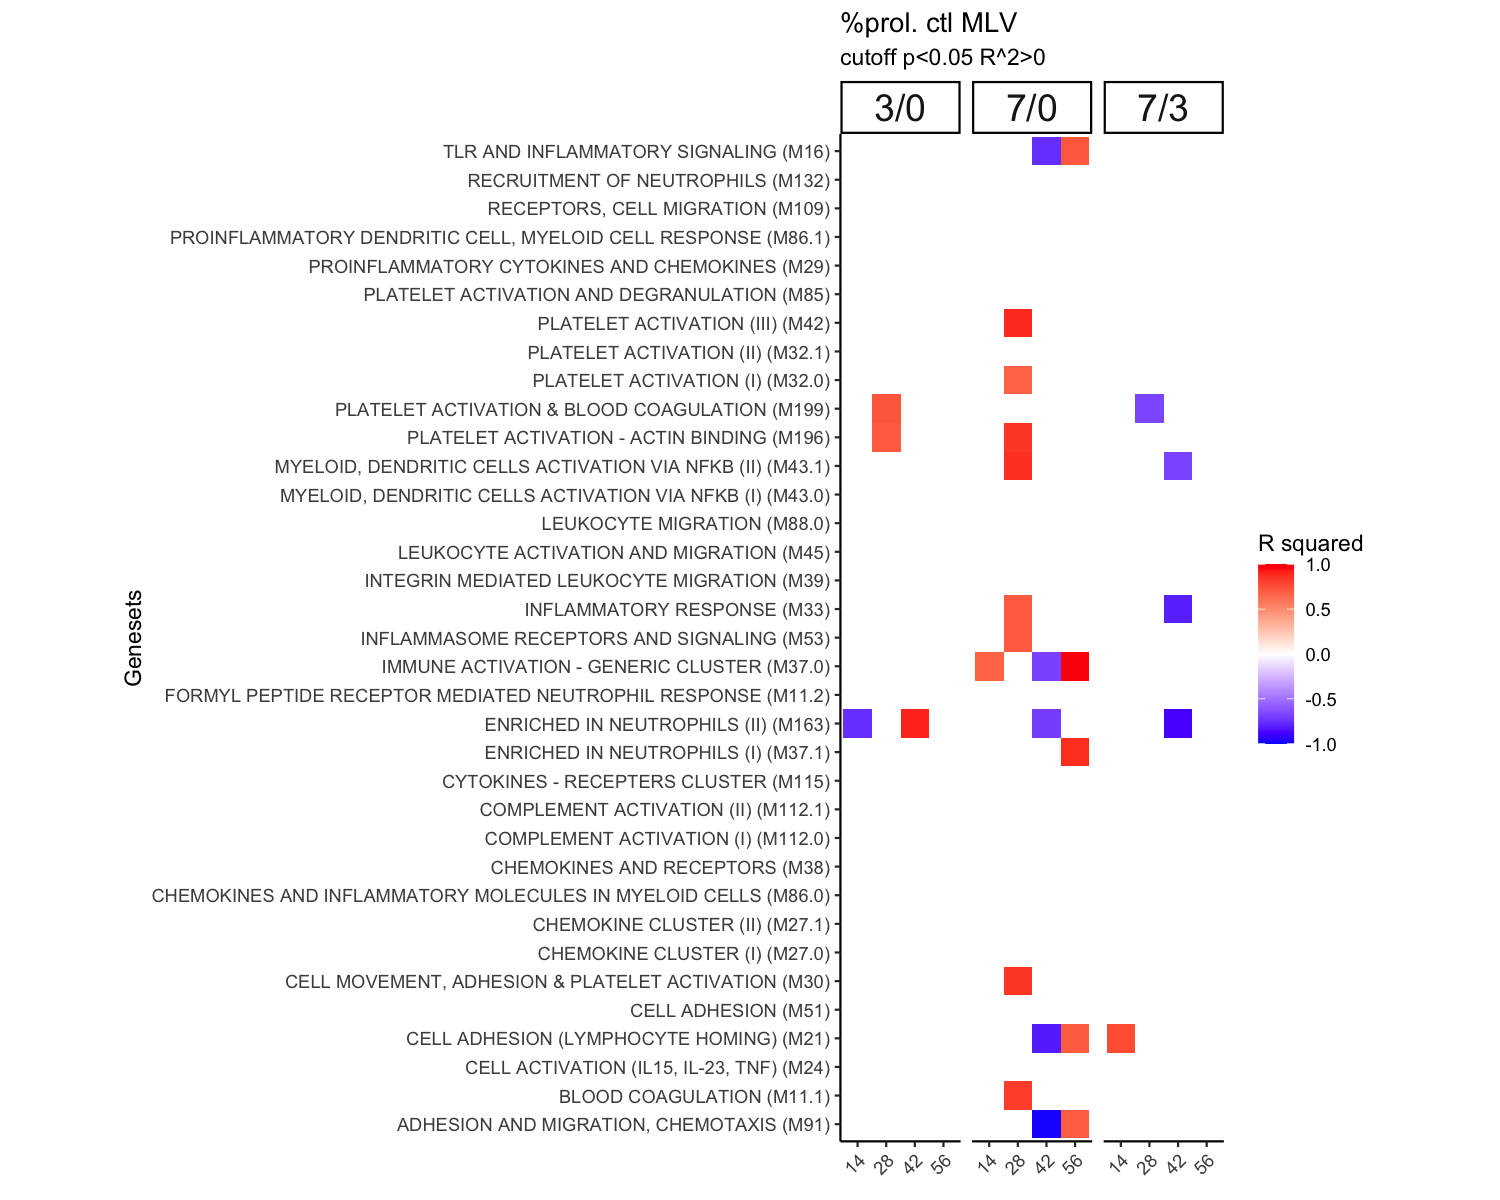 %prol. ctl MLV
cutoff p<0.05 R^2>0
3/0 7/0 7/3
TLR AND INFLAMMATORY SIGNALING (M16)
RECRUITMENT OF NEUTROPHILS (M132)
RECEPTORS, CELL MIGRATION (M109)
PROINFLAMMATORY DENDRITIC CELL, MYELOID CELL RESPONSE (M86.1)
PROINFLAMMATORY CYTOKINES AND CHEMOKINES (M29)
PLATELET ACTIVATION AND DEGRANULATION (M85)
PLATELET ACTIVATION (III) (M42)
PLATELET ACTIVATION (II) (M32.1)
PLATELET ACTIVATION (I) (M32.0)
PLATELET ACTIVATION & BLOOD COAGULATION (M199)
PLATELET ACTIVATION - ACTIN BINDING (M196)
MYELOID, DENDRITIC CELLS ACTIVATION VIA NFKB (II) (M43.1)
MYELOID, DENDRITIC CELLS ACTIVATION VIA NFKB (I) (M43.0)
LEUKOCYTE MIGRATION (M88.0)
LEUKOCYTE ACTIVATION AND MIGRATION (M45)
INTEGRIN MEDIATED LEUKOCYTE MIGRATION (M39)
INFLAMMATORY RESPONSE (M33)
INFLAMMASOME RECEPTORS AND SIGNALING (M53)
IMMUNE ACTIVATION - GENERIC CLUSTER (M37.0)
FORMYL PEPTIDE RECEPTOR MEDIATED NEUTROPHIL RESPONSE (M11.2)
ENRICHED IN NEUTROPHILS (II) (M163)
ENRICHED IN NEUTROPHILS (I) (M37.1)
CYTOKINES - RECEPTERS CLUSTER (M115)
COMPLEMENT ACTIVATION (II) (M112.1)
COMPLEMENT ACTIVATION (I) (M112.0)
CHEMOKINES AND RECEPTORS (M38)
CHEMOKINES AND INFLAMMATORY MOLECULES IN MYELOID CELLS (M86.0)
CHEMOKINE CLUSTER (II) (M27.1)
CHEMOKINE CLUSTER (I) (M27.0)
CELL MOVEMENT, ADHESION & PLATELET ACTIVATION (M30)
CELL ADHESION (M51)
CELL ADHESION (LYMPHOCYTE HOMING) (M21)
CELL ACTIVATION (IL15, IL-23, TNF) (M24)
BLOOD COAGULATION (M11.1)
ADHESION AND MIGRATION, CHEMOTAXIS (M91)
14 28 42 56 14 28 42 56 14 28 42 56
Genesets
R squared
1.0
0.5
0.0
-0.5
-1.0